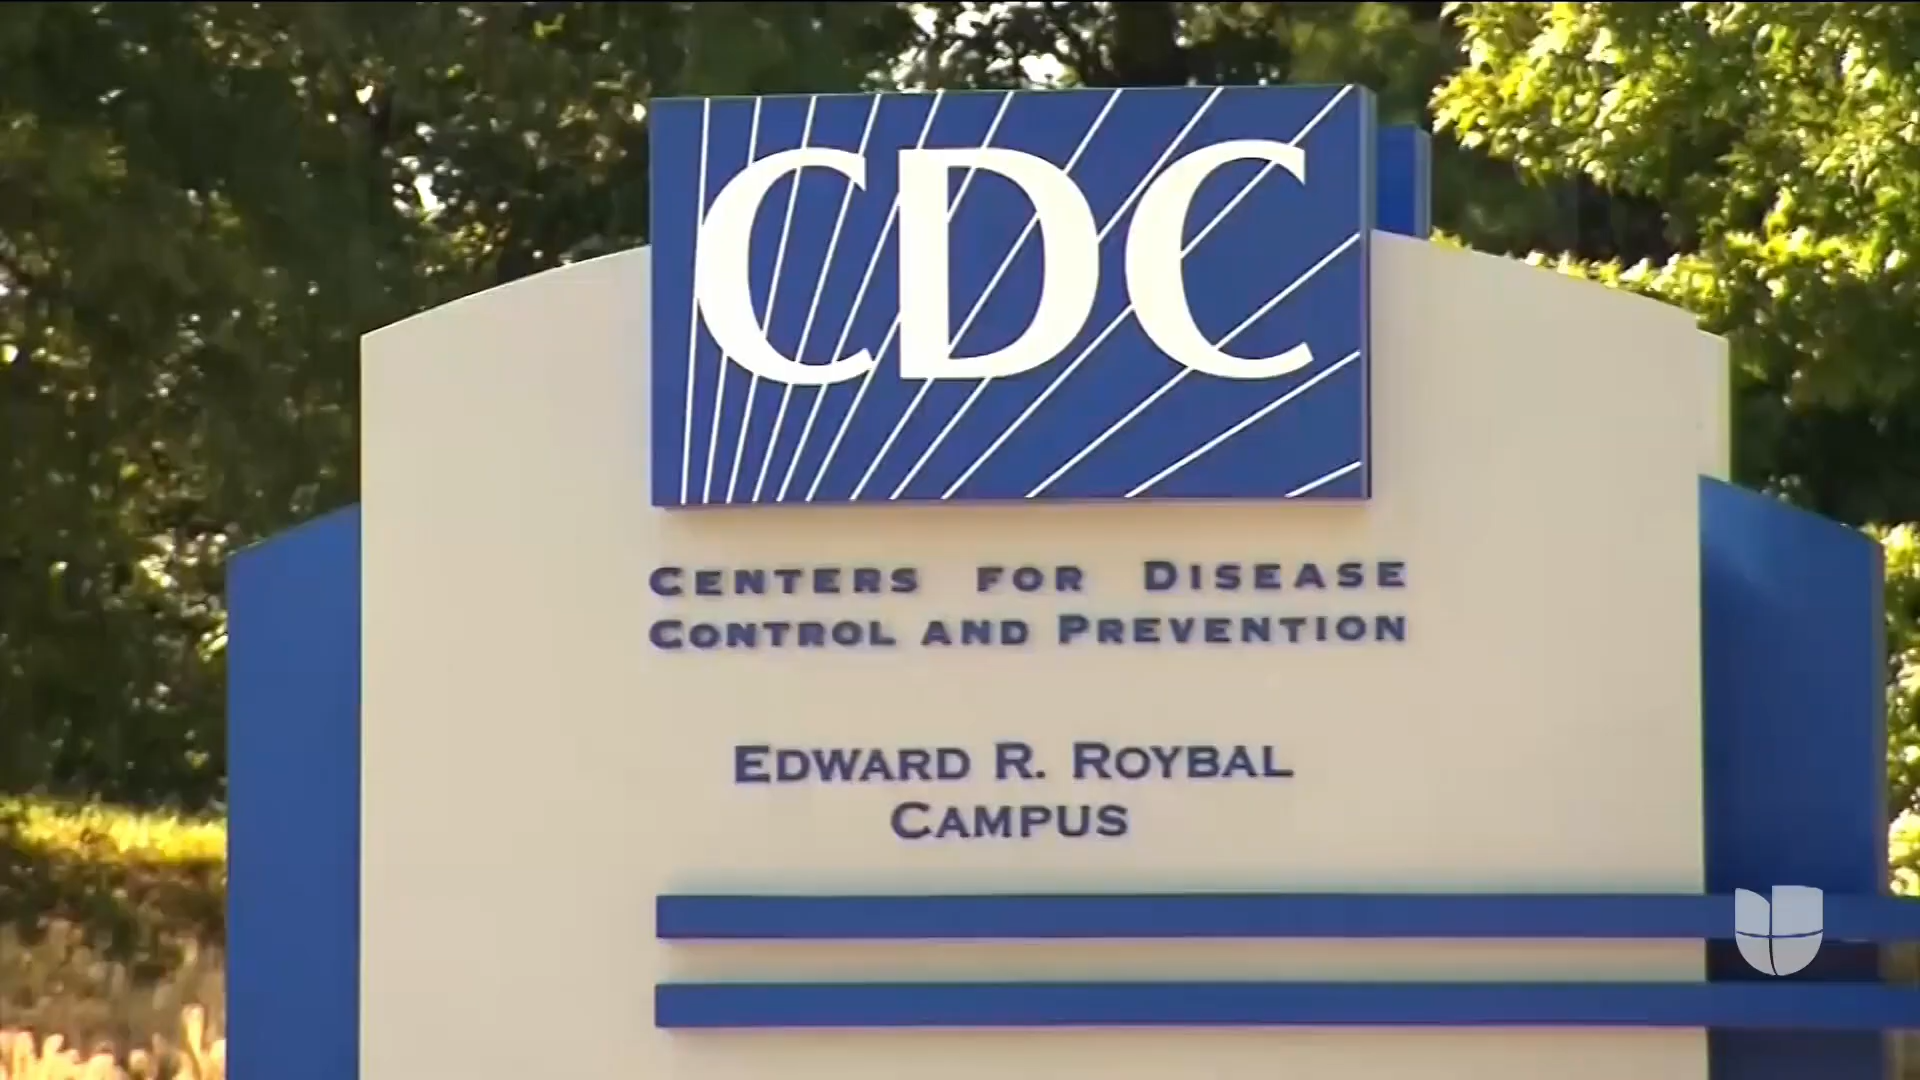 CDC
CENTERS FOR DISEASE
CONTROL AND PREVENTION
EDWARD R. ROYBAL
CAMPUS